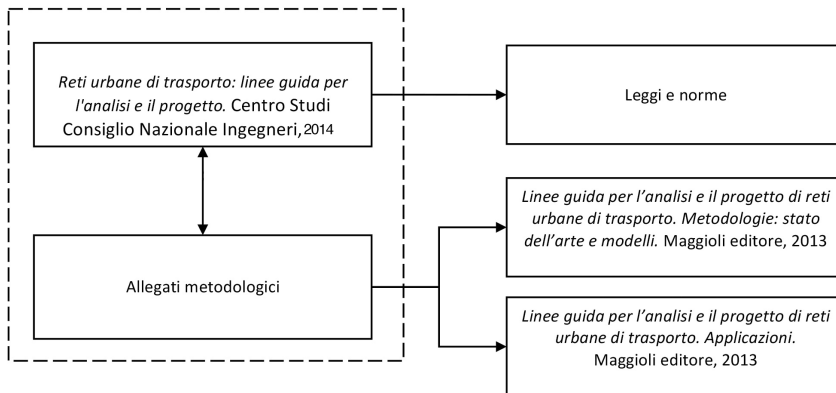 Reti urbane di trasporto: linee guida per
l'analisi e il progetto. Centro Studi
Consiglio Nazionale Ingegneri, 2014
Leggi e norme
Allegati metodologici
Linee guida per l’analisi e il progetto di reti
urbane di trasporto. Metodologie: stato
dell’arte e modelli. Maggioli editore, 2013
Linee guida per l’analisi e il progetto di reti
urbane di trasporto. Applicazioni.
Maggioli editore, 2013